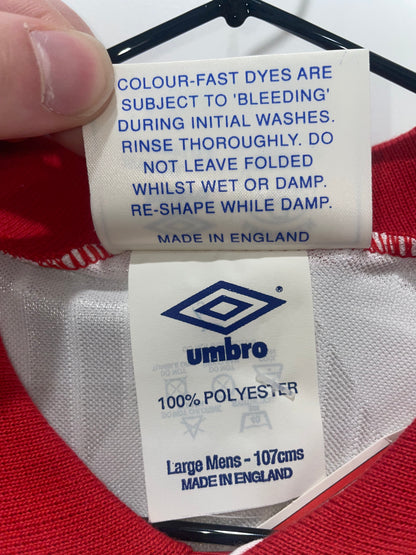 COLOUR-FAST DYES ARE
SUBJECT TO 'BLEEDING'
DURING INITIAL WASHES.
RINSE THOROUGHLY. DO
NOT LEAVE FOLDED
WHILST WET OR DAMP.
RE-SHAPE WHILE DAMP.
MADE IN ENGLAND
®
umbro
100% POLYESTER
Large Mens - 107cms
MADE IN ENGLAND